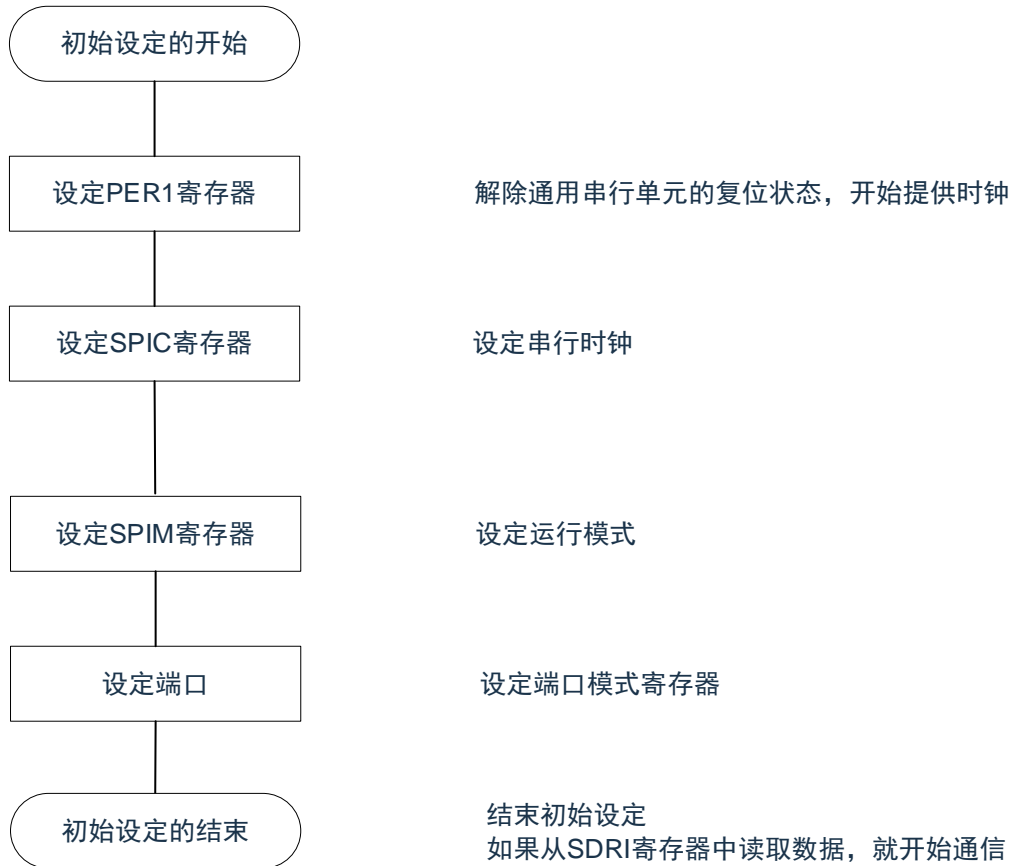 初始设定的开始
设定PER1寄存器
解除通用串行单元的复位状态，开始提供时钟
设定SPIC寄存器
设定串行时钟
设定SPIM寄存器
设定运行模式
设定端口
设定端口模式寄存器
初始设定的结束
结束初始设定
如果从SDRI寄存器中读取数据，就开始通信